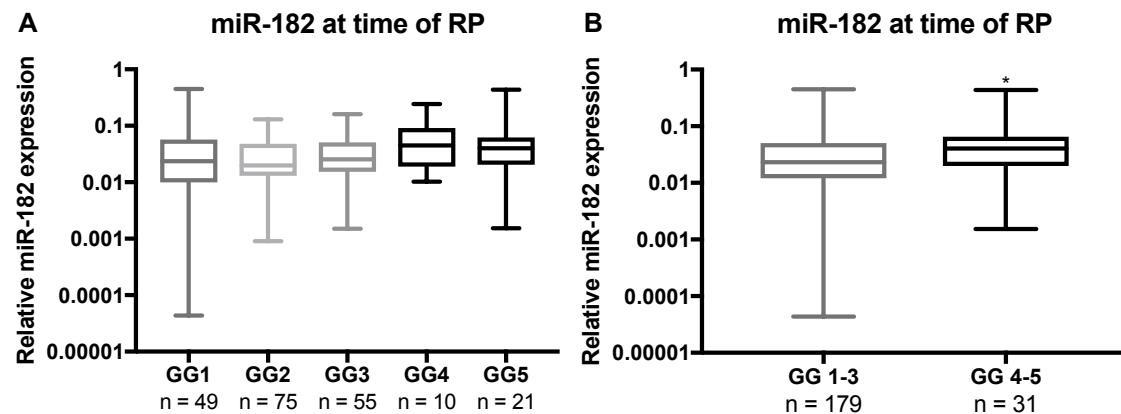 A
miR-182 at time of RP
Relative miR-182 expression
1
0.1
0.01
0.001
0.0001
0.00001
GG1 GG2 GG3 GG4 GG5
n = 49 n = 75 n = 55 n = 10 n = 21
B
miR-182 at time of RP
Relative miR-182 expression
1
0.1
0.01
0.001
0.0001
0.00001
*
GG 1-3 GG 4-5
n = 179 n = 31